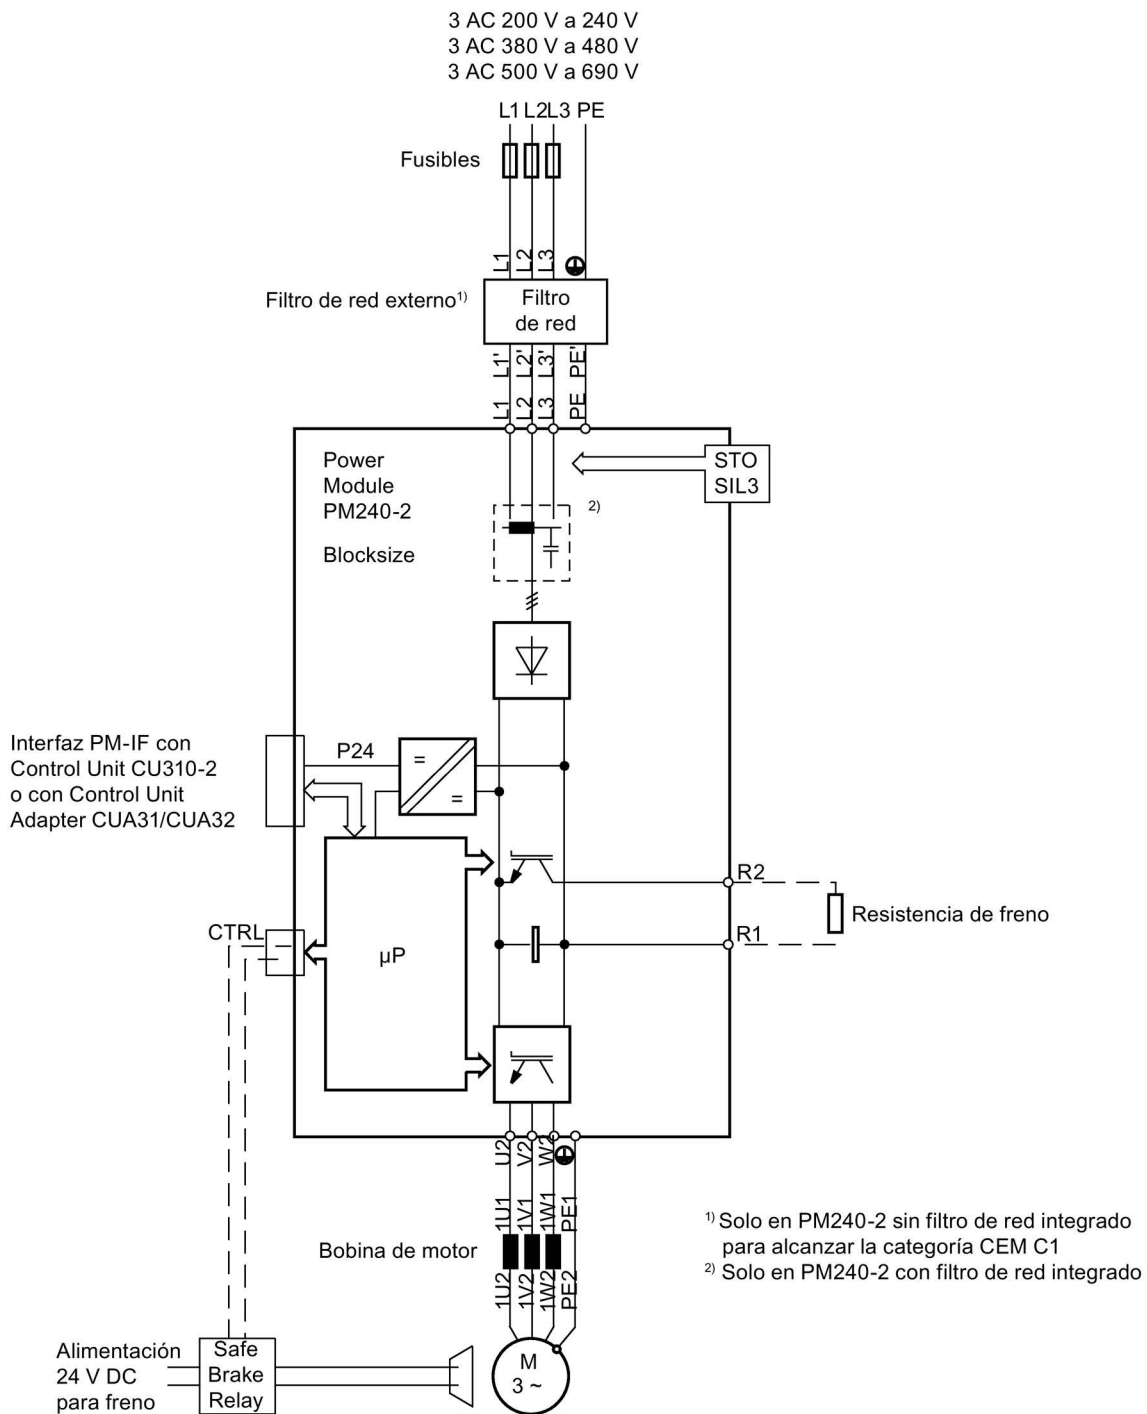 3 AC 200 V a 240 V
3 AC 380 V a 480 V
3 AC 500 V a 690 V
L1 L2 L3 PE
Fusibles
L1 L2 L3
Filtro de red externo1)
Filtro
de red
L1' L2' L3' PE'
L1 L2 L3 PE
Power
Module
PM240-2
Blocksize
STO
SIL3
2)
Interfaz PM-IF con
Control Unit CU310-2
o con Control Unit
Adapter CUA31/CUA32
P24
=
=
R2
Resistencia de freno
R1
CTRL
µP
U2 V2 W2
1U1 1V1 1W1 PE1
Bobina de motor
1U2 1V2 1W2 PE2
1) Solo en PM240-2 sin filtro de red integrado
para alcanzar la categoría CEM C1
2) Solo en PM240-2 con filtro de red integrado
Alimentación
24 V DC
para freno
Safe
Brake
Relay
M
3 ~